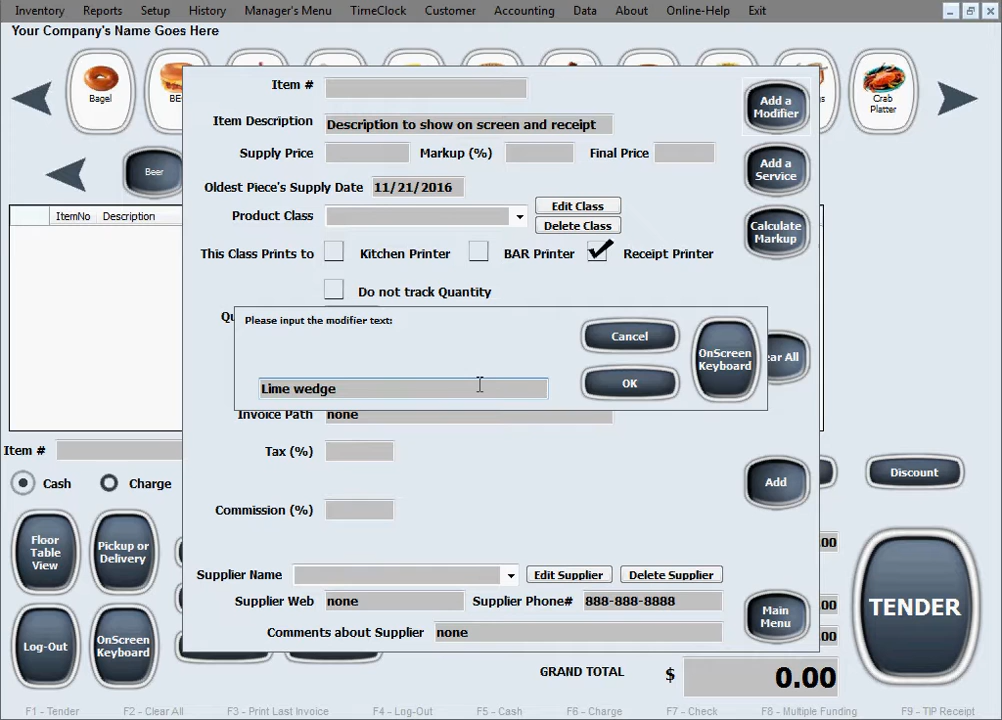 Inventory Reports Setup History Manager's Menu TimeClock Customer Accounting Data About Online-Help Exit
Your Company's Name Goes Here
Bagel
Crab
Platter
Beer
ItemNo Description
Item #
Item Description Description to show on screen and receipt
Supply Price Markup (%) Final Price
Oldest Piece's Supply Date 11/21/2016
Product Class Edit Class
Delete Class
This Class Prints to Kitchen Printer BAR Printer Receipt Printer
Do not track Quantity
Please input the modifier text:
Lime wedge
Cancel
OK
OnScreen
Keyboard
Invoice Path none
Tax (%)
Commission (%)
Supplier Name Edit Supplier Delete Supplier
Supplier Web none Supplier Phone# 888-888-8888
Comments about Supplier none
Add a
Modifier
Add a
Service
Calculate
Markup
ear All
Add
Main
Menu
Item #
Cash Charge
Floor
Table
View
Pickup or
Delivery
Log-Out
OnScreen
Keyboard
Discount
TENDER
GRAND TOTAL $ 0.00
F1 - Tender F2 - Clear All F3 - Print Last Invoice F4 - Log-Out F5 - Cash F6 - Charge F7 - Check F8 - Multiple Funding F9 - TIP Receipt